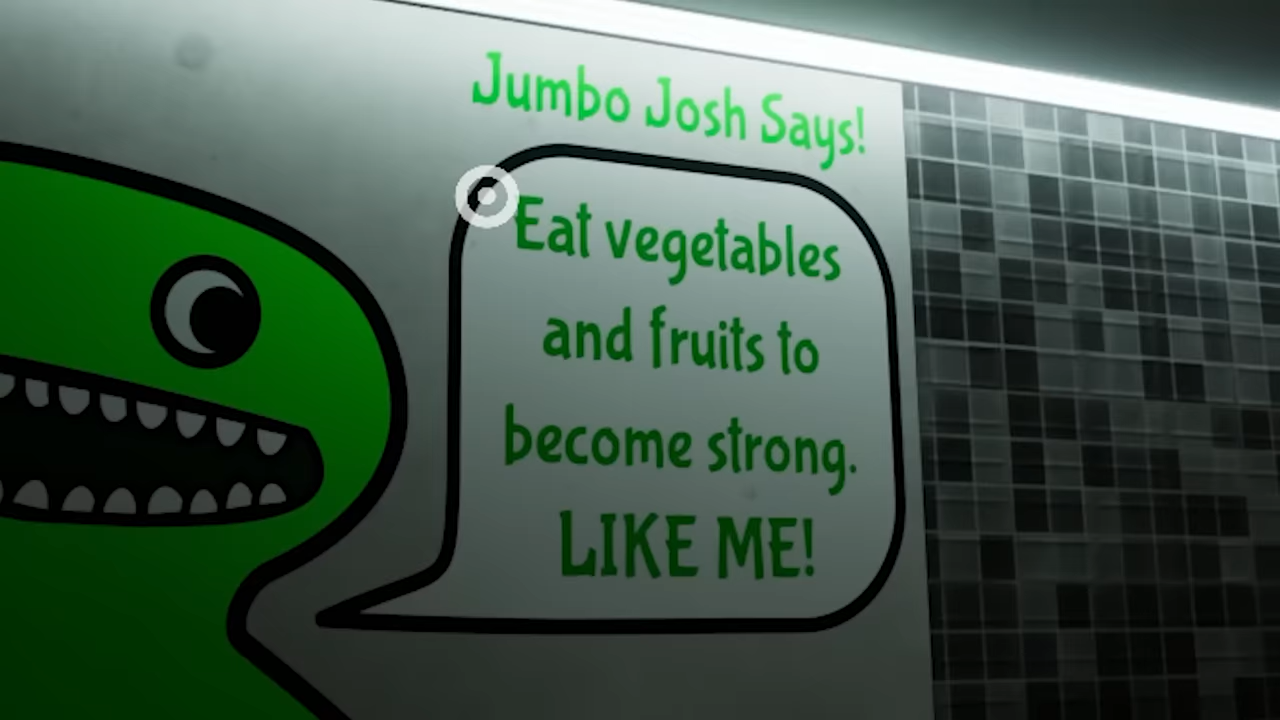 Jumbo Josh Says!
Eat vegetables
and fruits to
become strong.
LIKE ME!